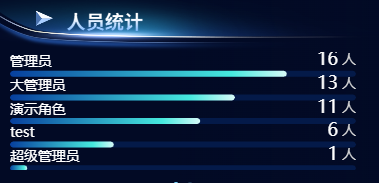 人员统计
管理员 16 人
大管理员 13 人
演示角色 11 人
test 6 人
超级管理员 1 人